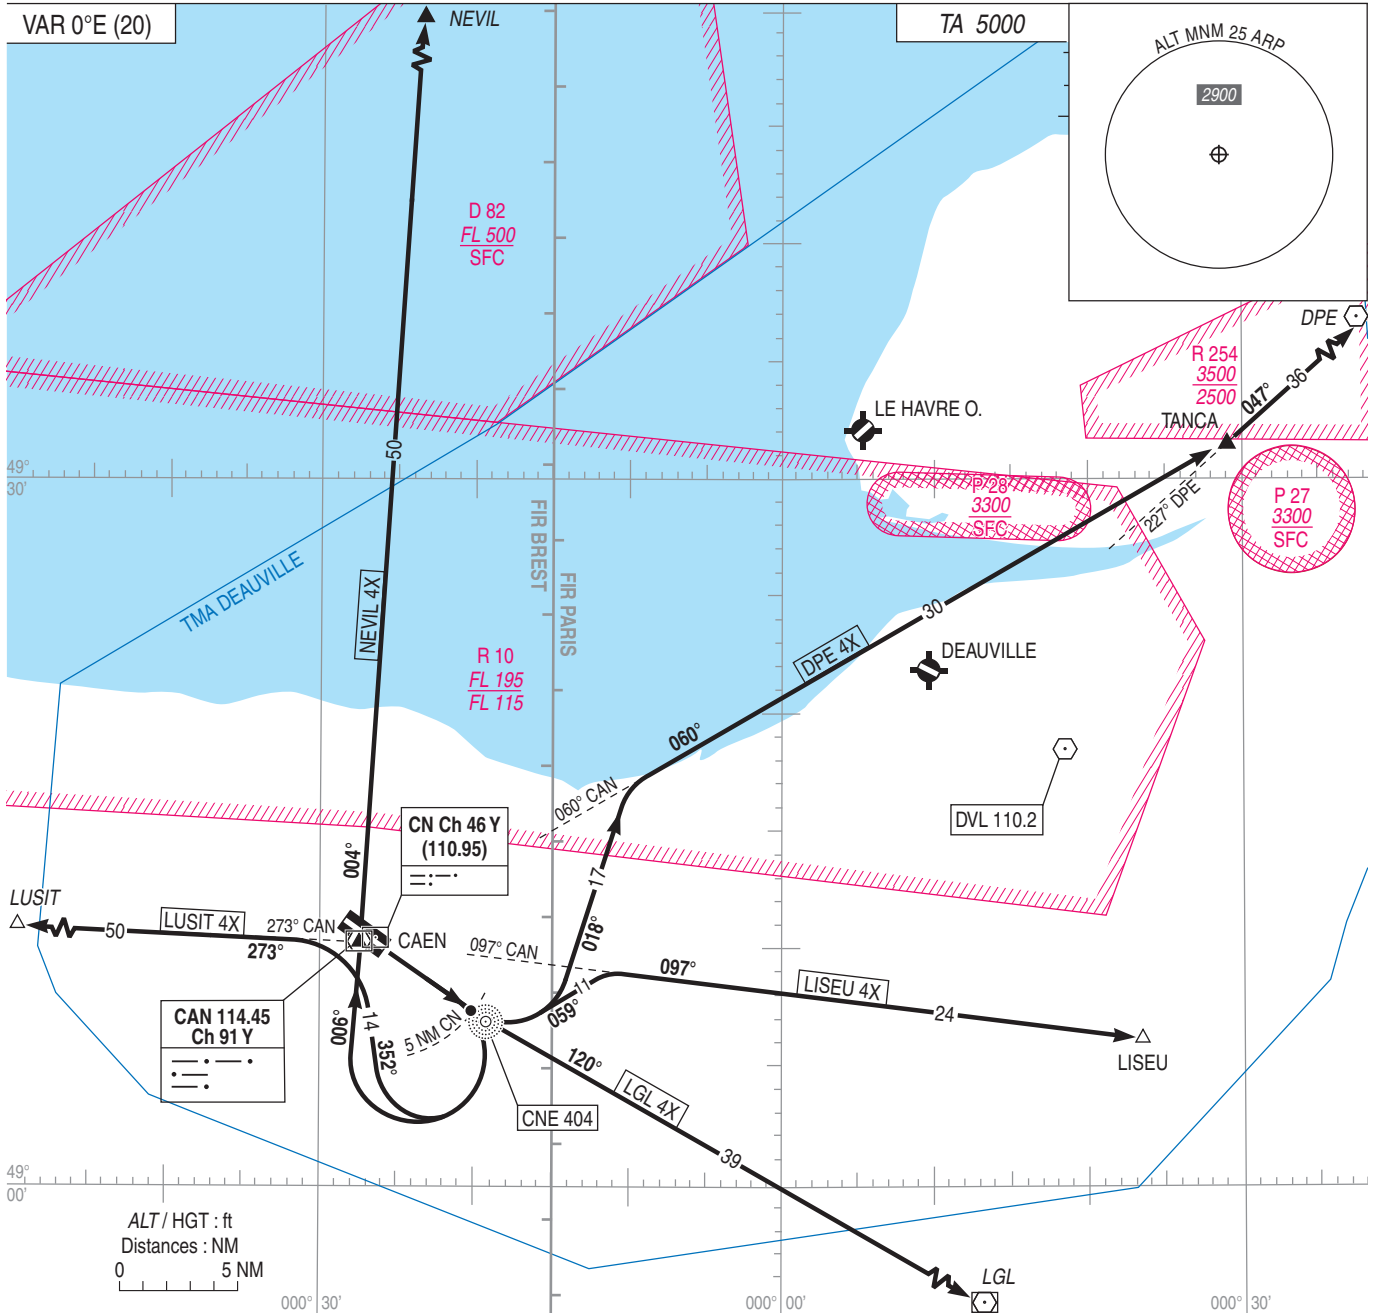 VAR 0°E (20)
NEVIL
TA 5000
ALT MNM 25 ARP
2900
D 82
FL 500
SFC
DPE
R 254
3500
2500
047°
36
TANCA
LE HAVRE O.
50
49°
30'
P 28
3300
SFC
227° DPE
P 27
3300
SFC
FIR BREST
FIR PARIS
TMA DEAUVILLE
NEVIL 4X
30
R 10
FL 195
FL 115
DPE 4X
DEAUVILLE
060°
060° CAN
DVL 110.2
CN Ch 46 Y
(110.95)
004°
17
LUSIT
50
LUSIT 4X
273° CAN
273°
CAEN
097° CAN
018°
097°
LISEU 4X
24
11
059°
CAN 114.45
Ch 91 Y
006°
14
352°
5 NM CN
120°
LISEU
LGL 4X
CNE 404
39
49°
00'
ALT / HGT : ft
Distances : NM
0 5 NM
LGL
000° 30'
000° 00'
000° 30'